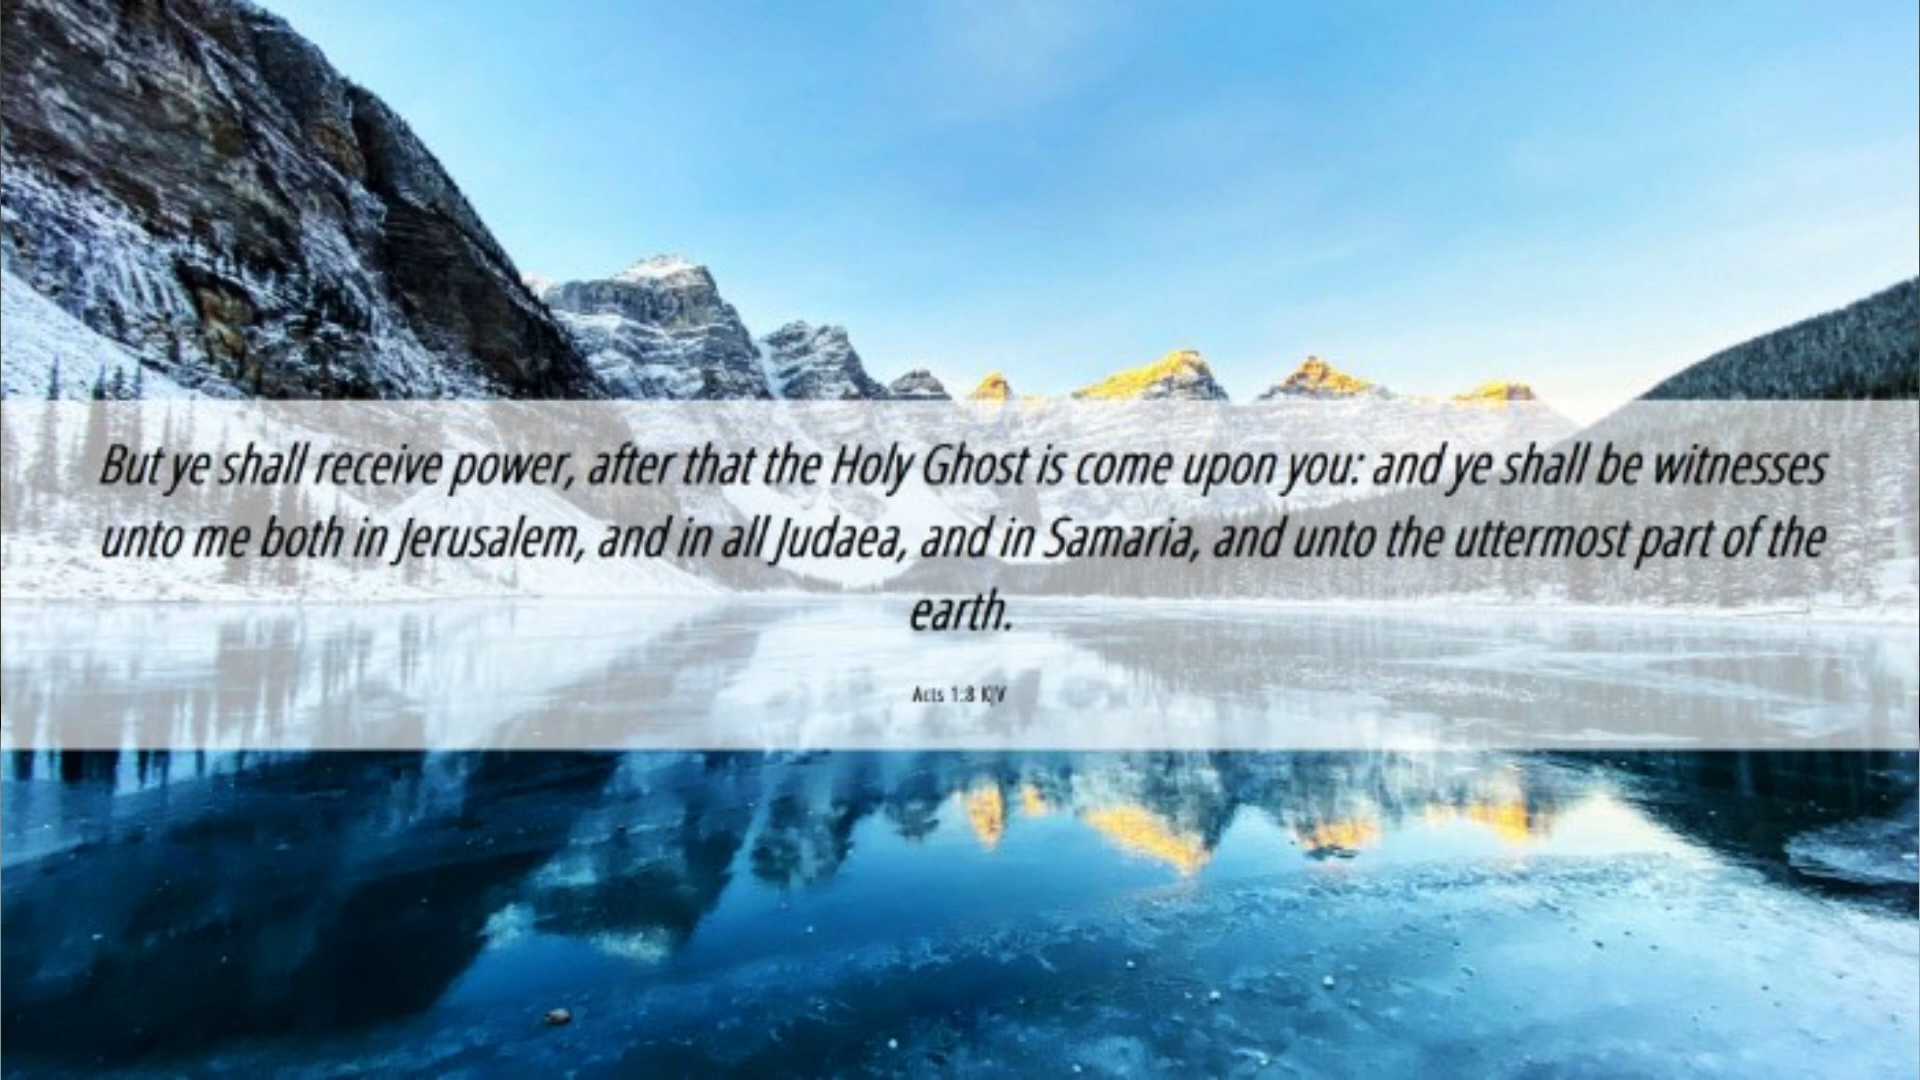 But ye shall receive power, after that the Holy Ghost is come upon you: and ye shall be witnesses
unto me both in Jerusalem, and in all Judaea, and in Samaria, and unto the uttermost part of the
earth.
Acts 1:8 KJV